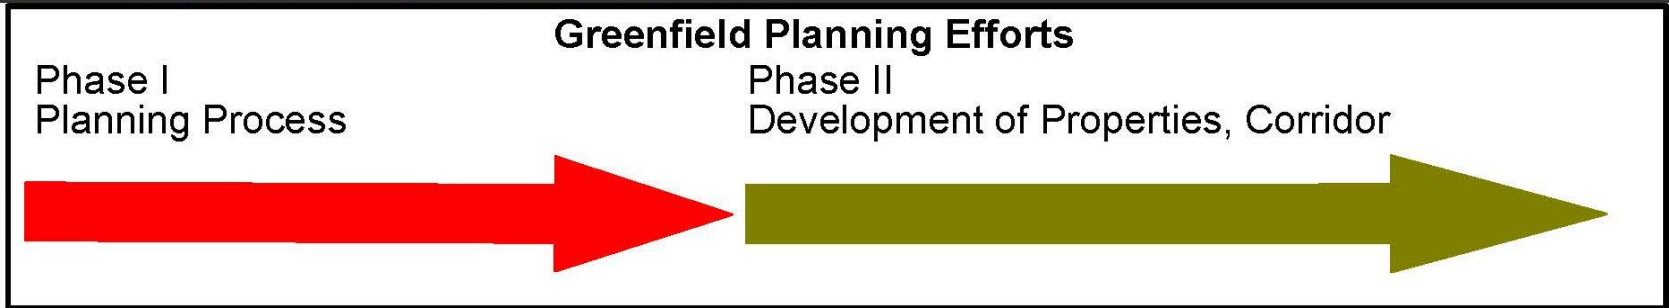 Greenfield Planning Efforts
Phase I
Planning Process
Phase II
Development of Properties, Corridor